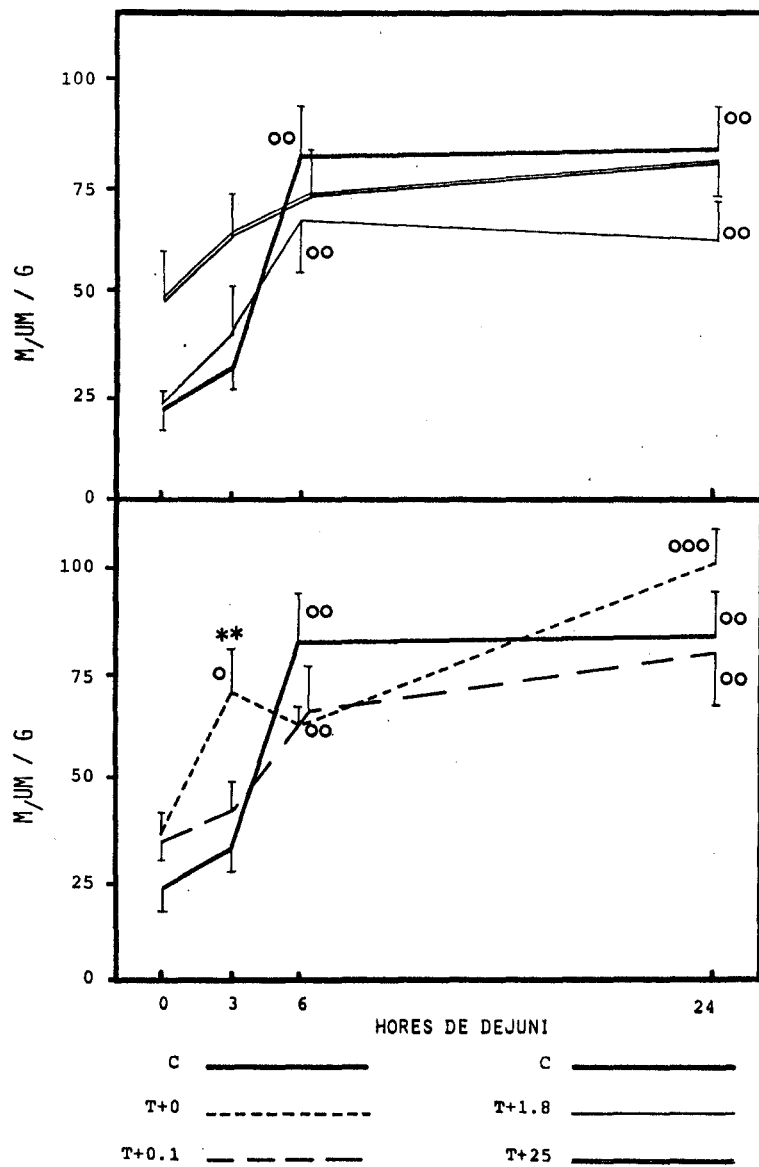 100
75
50
25
0
M/UM / G
oo
oo
oo
oo
100
75
50
25
0
M/UM / G
**
o
oo
oo
ooo
oo
oo
0 3 6 24
HORES DE DEJUNI
C C
T+0 T+1.8
T+0.1 T+25